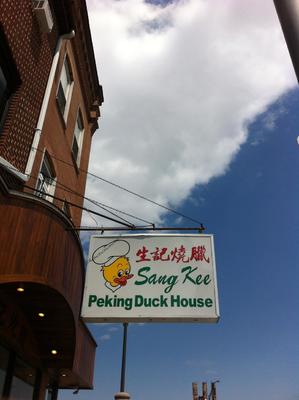 生記燒臘
Sang Kee
Peking Duck House